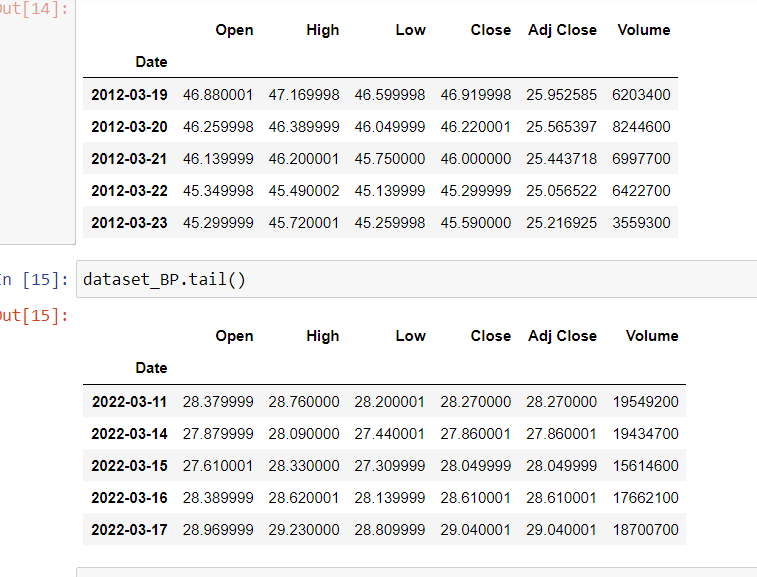 ut[14]:
Open High Low Close Adj Close Volume
Date
2012-03-19 46.880001 47.169998 46.599998 46.919998 25.952585 6203400
2012-03-20 46.259998 46.389999 46.049999 46.220001 25.565397 8244600
2012-03-21 46.139999 46.200001 45.750000 46.000000 25.443718 6997700
2012-03-22 45.349998 45.490002 45.139999 45.299999 25.056522 6422700
2012-03-23 45.299999 45.720001 45.259998 45.590000 25.216925 3559300
n [15]: dataset_BP.tail()
ut[15]:
Open High Low Close Adj Close Volume
Date
2022-03-11 28.379999 28.760000 28.200001 28.270000 28.270000 19549200
2022-03-14 27.879999 28.090000 27.440001 27.860001 27.860001 19434700
2022-03-15 27.610001 28.330000 27.309999 28.049999 28.049999 15614600
2022-03-16 28.389999 28.620001 28.139999 28.610001 28.610001 17662100
2022-03-17 28.969999 29.230000 28.809999 29.040001 29.040001 18700700